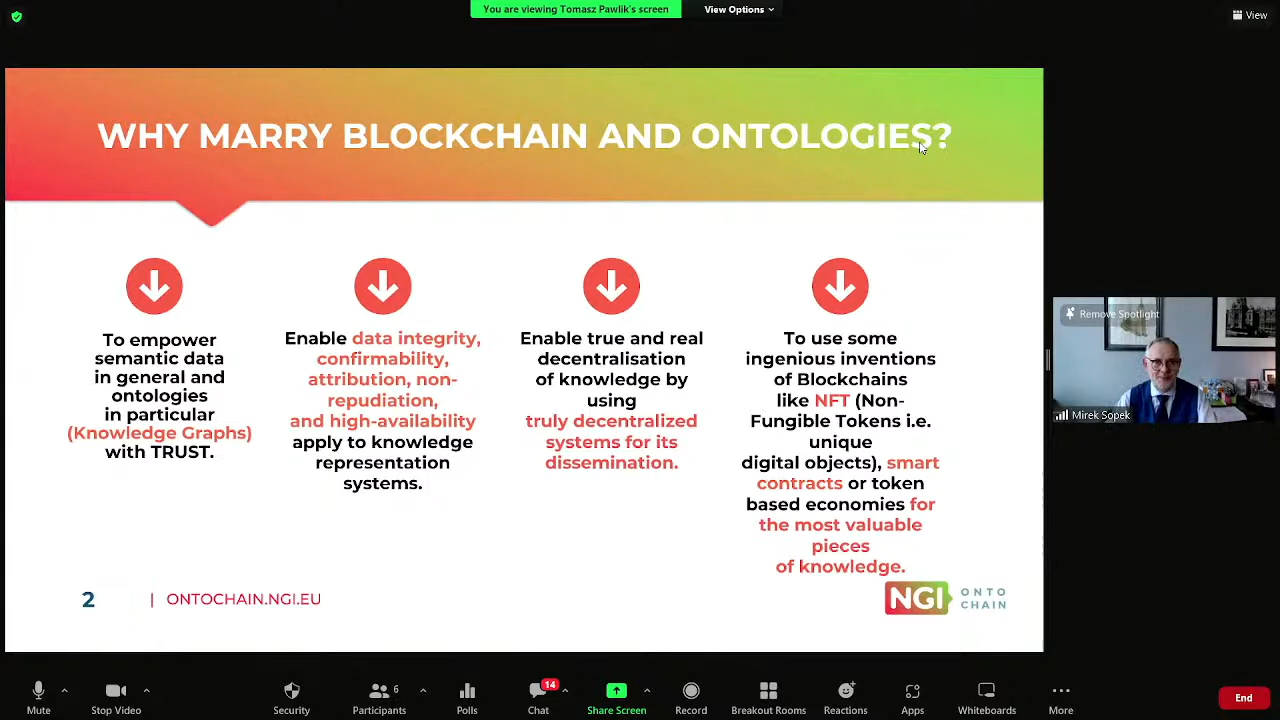 You are viewing Tomasz Pawlik's screen
View Options
View
WHY MARRY BLOCKCHAIN AND ONTOLOGIES?
To empower
semantic data
in general and
ontologies
in particular
(Knowledge Graphs)
with TRUST.
Enable data integrity,
confirmability,
attribution, non-
repudiation,
and high-availability
apply to knowledge
representation
systems.
Enable true and real
decentralisation
of knowledge by
using
truly decentralized
systems for its
dissemination.
To use some
ingenious inventions
of Blockchains
like NFT (Non-
Fungible Tokens i.e.
unique
digital objects), smart
contracts or token
based economies for
the most valuable
pieces
of knowledge.
Remove Spotlight
Mirek Sopek
2
| ONTOCHAIN.NGI.EU
NGI
ONTO
CHAIN
Mute
Stop Video
Security
Participants
6
Polls
Chat
14
Share Screen
Record
Breakout Rooms
Reactions
Apps
Whiteboards
More
End